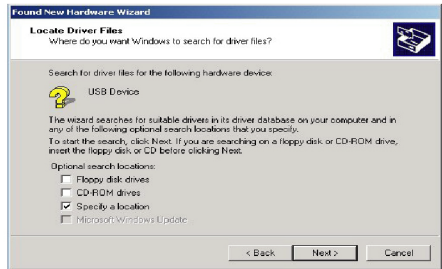 Found New Hardware Wizard
Locate Driver Files
Where do you want Windows to search for driver files?
Search for driver files for the following hardware device:
USB Device
The wizard searches for suitable drivers in its driver database on your computer and in
any of the following optional search locations that you specify.
To start the search, click Next. If you are searching on a floppy disk or CD-ROM drive,
insert the floppy disk or CD before clicking Next.
Optional search locations:
Floppy disk drives
CD-ROM drives
Specify a location
Microsoft Windows Update
< Back Next > Cancel